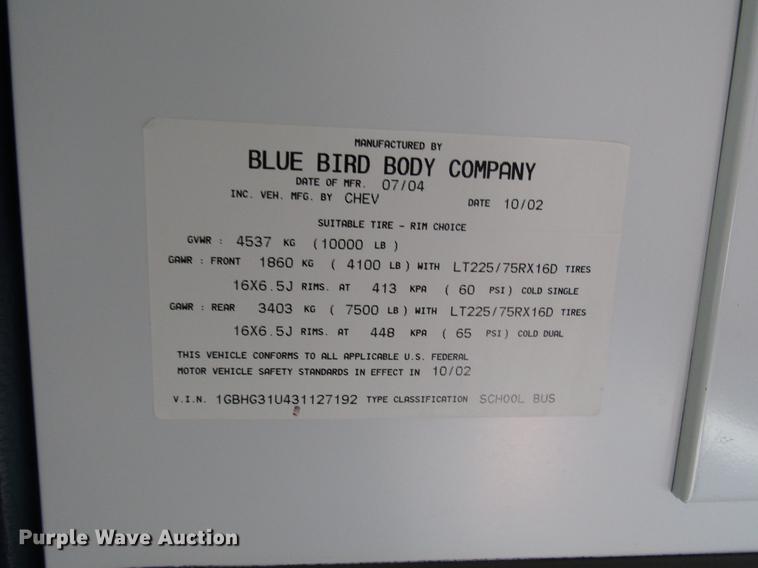 MANUFACTURED BY
BLUE BIRD BODY COMPANY
DATE OF MFR. 07/04
INC. VEH. MFG. BY CHEV DATE 10/02
SUITABLE TIRE - RIM CHOICE
GVWR : 4537 KG (10000 LB )
GAWR : FRONT 1860 KG ( 4100 LB ) WITH LT225/75RX16D TIRES
16X6.5J RIMS. AT 413 KPA ( 60 PSI ) COLD SINGLE
GAWR : REAR 3403 KG ( 7500 LB ) WITH LT225/75RX16D TIRES
16X6.5J RIMS. AT 448 KPA ( 65 PSI ) COLD DUAL
THIS VEHICLE CONFORMS TO ALL APPLICABLE U.S. FEDERAL
MOTOR VEHICLE SAFETY STANDARDS IN EFFECT IN 10/02
V.I.N. 1GBHG31U431127192 TYPE CLASSIFICATION SCHOOL BUS
Purple Wave Auction